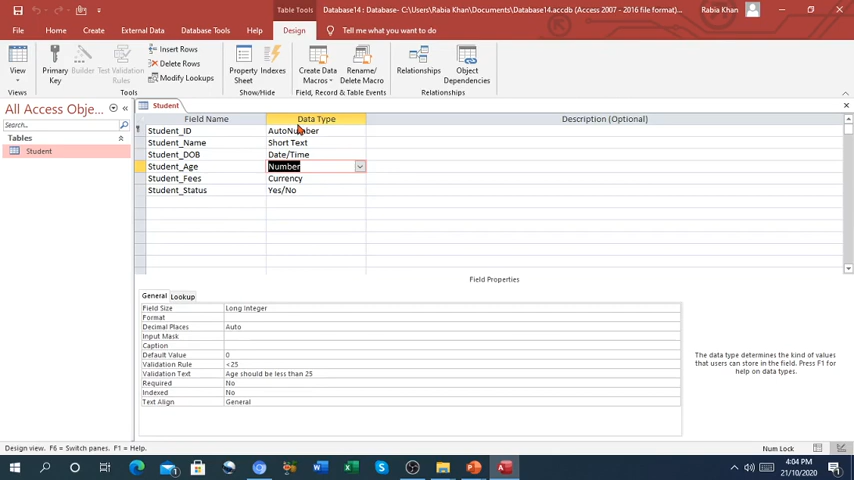 Table Tools
Database14 : Database- C:\Users\Rabia Khan\Documents\Database14.accdb (Access 2007 - 2016 file format)...
Rabia Khan
File
Home
Create
External Data
Database Tools
Help
Design
Tell me what you want to do
View
Primary Key
Builder
Test Validation Rules
Insert Rows
Delete Rows
Modify Lookups
Property Sheet
Indexes
Create Data Macros
Rename/ Delete Macro
Relationships
Object Dependencies
Views
Tools
Show/Hide
Field, Record & Table Events
Relationships
All Access Obje...
Search...
Tables
Student
Student
Field Name
Data Type
Description (Optional)
Student_ID
AutoNumber
Student_Name
Short Text
Student_DOB
Date/Time
Student_Age
Number
Student_Fees
Currency
Student_Status
Yes/No
Field Properties
General
Lookup
Field Size
Long Integer
Format
Decimal Places
Auto
Input Mask
Caption
Default Value
0
Validation Rule
<25
Validation Text
Age should be less than 25
Required
No
Indexed
No
Text Align
General
The data type determines the kind of values
that users can store in the field. Press F1 for
help on data types.
Design view. F6 = Switch panes. F1 = Help.
Num Lock
4:04 PM
21/10/2020